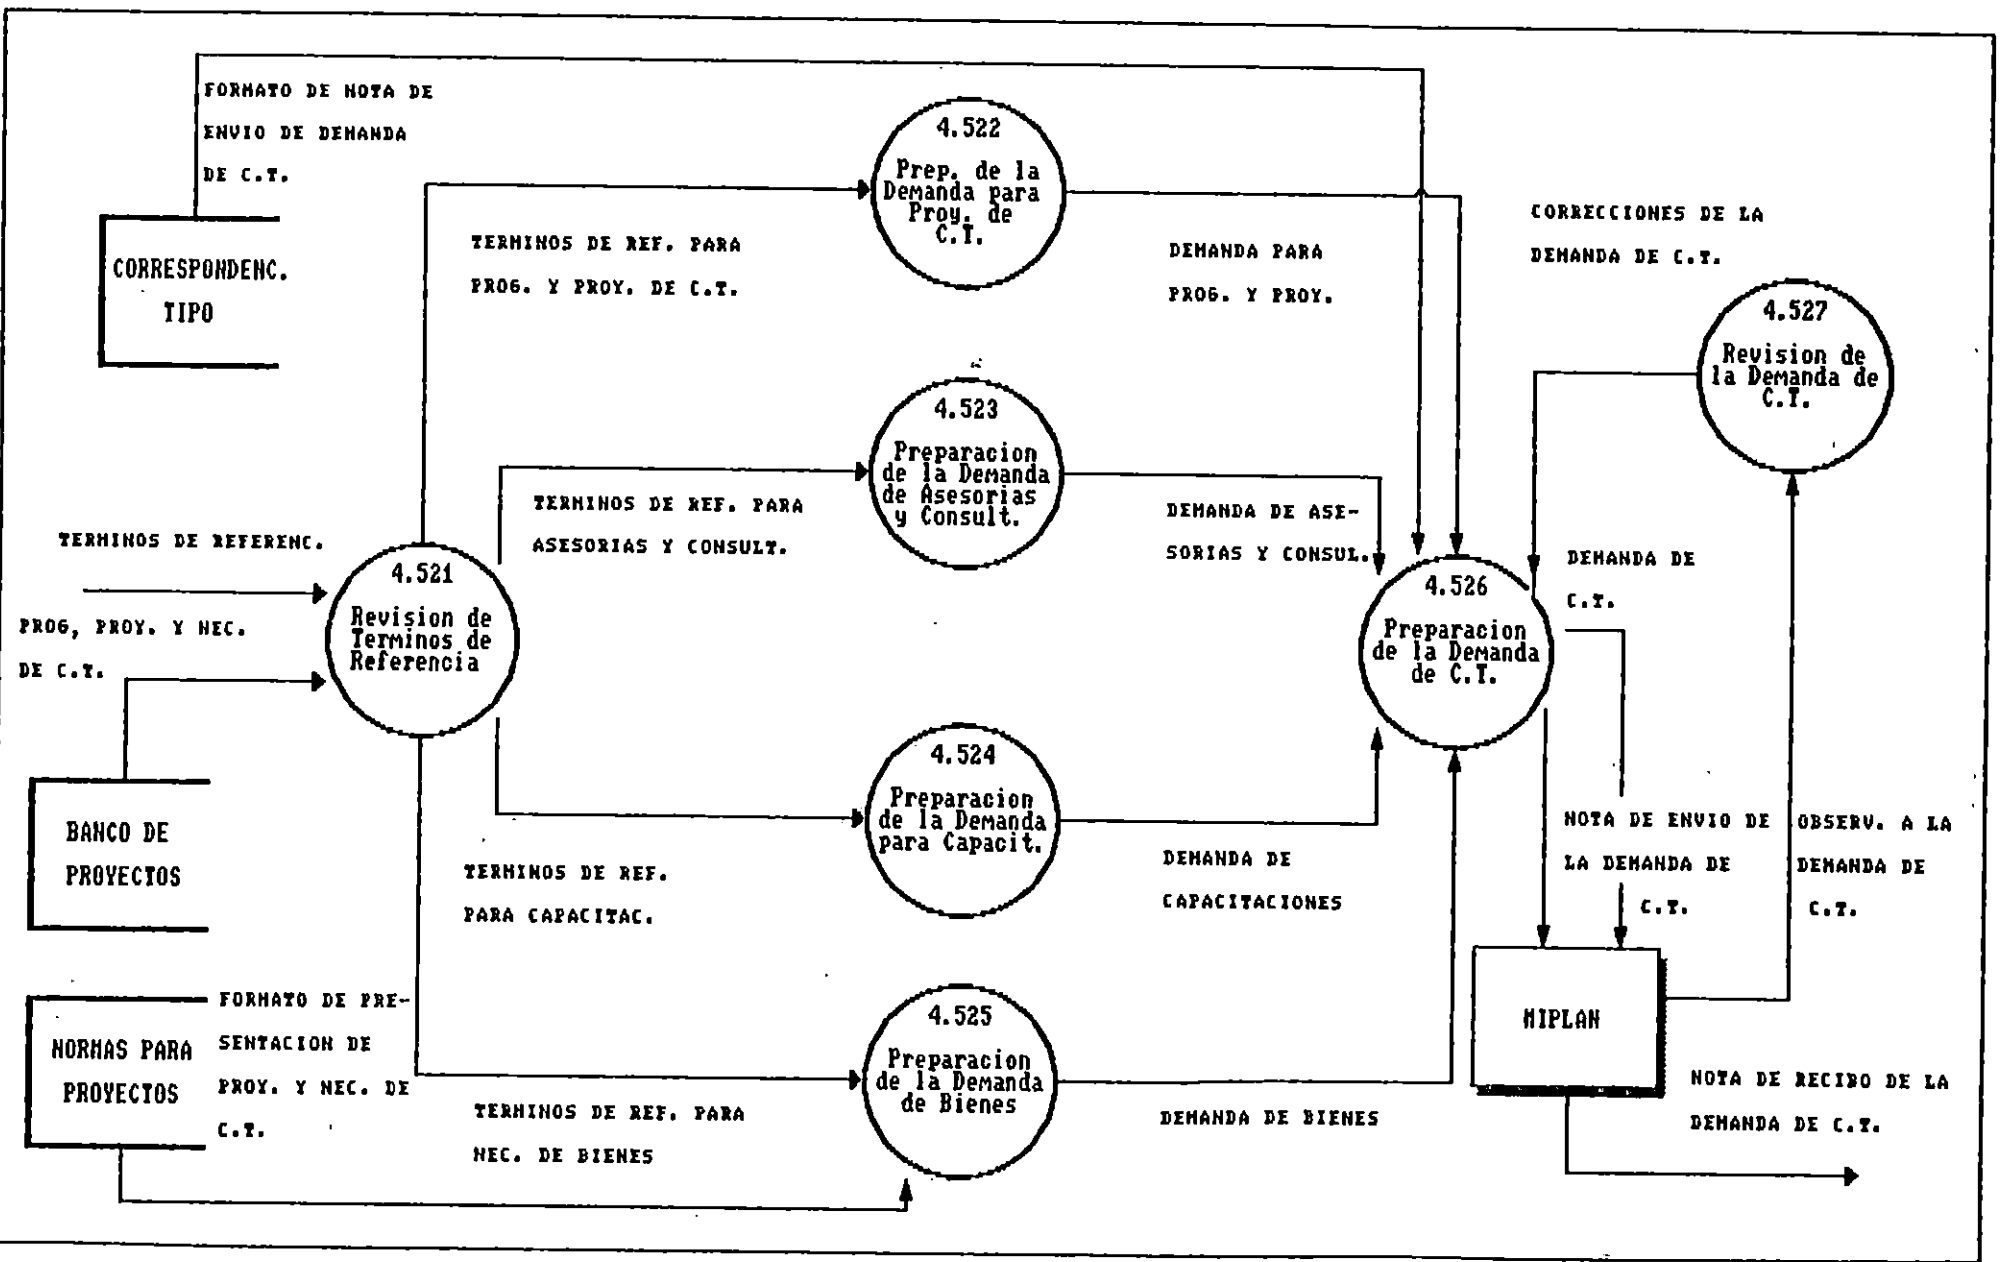 FORMATO DE NOTA DE
ENVIO DE DEMANDA
DE C.T.
CORRESPONDENC.
TIPO
4.522
Prep. de la
Demanda para
Proy. de
C.T.
TERMINOS DE REF. PARA
PROG. Y PROY. DE C.T.
DEMANDA PARA
PROG. Y PROY.
CORRECCIONES DE LA
DEMANDA DE C.T.
4.527
Revision de
la Demanda de
C.T.
4.523
Preparacion
de la Demanda
de Asesorias
y Consult.
TERMINOS DE REF. PARA
ASESORIAS Y CONSULT.
DEMANDA DE ASE-
SORIAS Y CONSUL.
TERMINOS DE REFERENC.
PROG, PROY. Y NEC.
DE C.T.
4.521
Revision de
Terminos de
Referencia
4.526
Preparacion
de la Demanda
de C.T.
DEMANDA DE
C.T.
BANCO DE
PROYECTOS
4.524
Preparacion
de la Demanda
para Capacit.
TERMINOS DE REF.
PARA CAPACITAC.
DEMANDA DE
CAPACITACIONES
NOTA DE ENVIO DE
LA DEMANDA DE
C.T.
OBSERV. A LA
DEMANDA DE
C.T.
NORMAS PARA
PROYECTOS
FORMATO DE PRE-
SENTACION DE
PROY. Y NEC. DE
C.T.
4.525
Preparacion
de la Demanda
de Bienes
TERMINOS DE REF. PARA
NEC. DE BIENES
DEMANDA DE BIENES
MIPLAN
NOTA DE RECIBO DE LA
DEMANDA DE C.T.